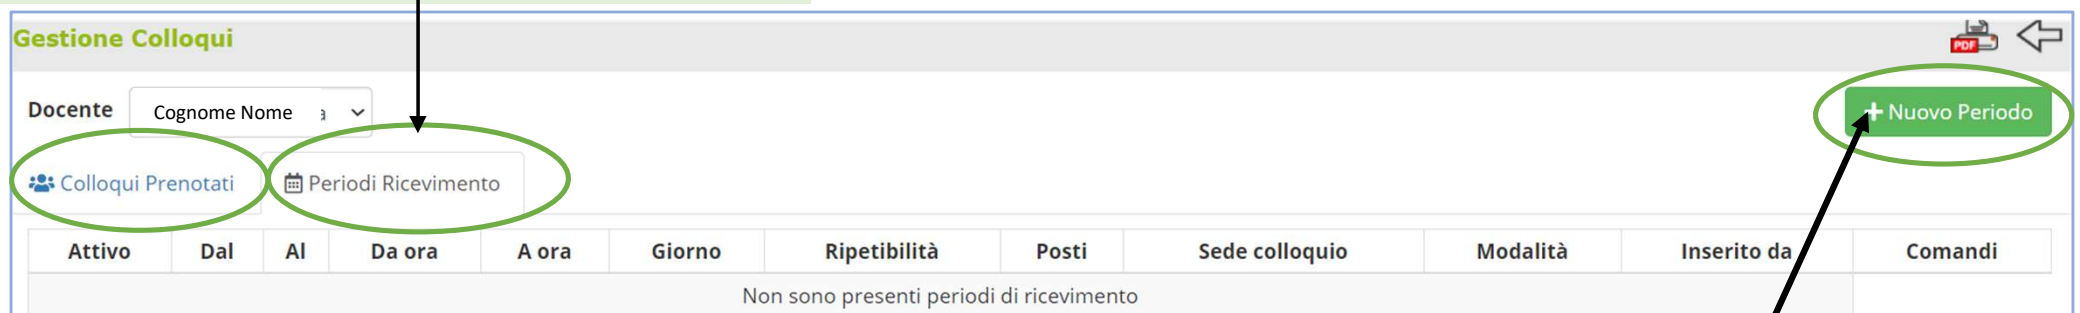 Gestione Colloqui
PDF
Docente Cognome Nome a
+ Nuovo Periodo
Colloqui Prenotati Periodi Ricevimento
Attivo Dal Al Da ora A ora Giorno Ripetibilità Posti Sede colloquio Modalità Inserito da Comandi
Non sono presenti periodi di ricevimento